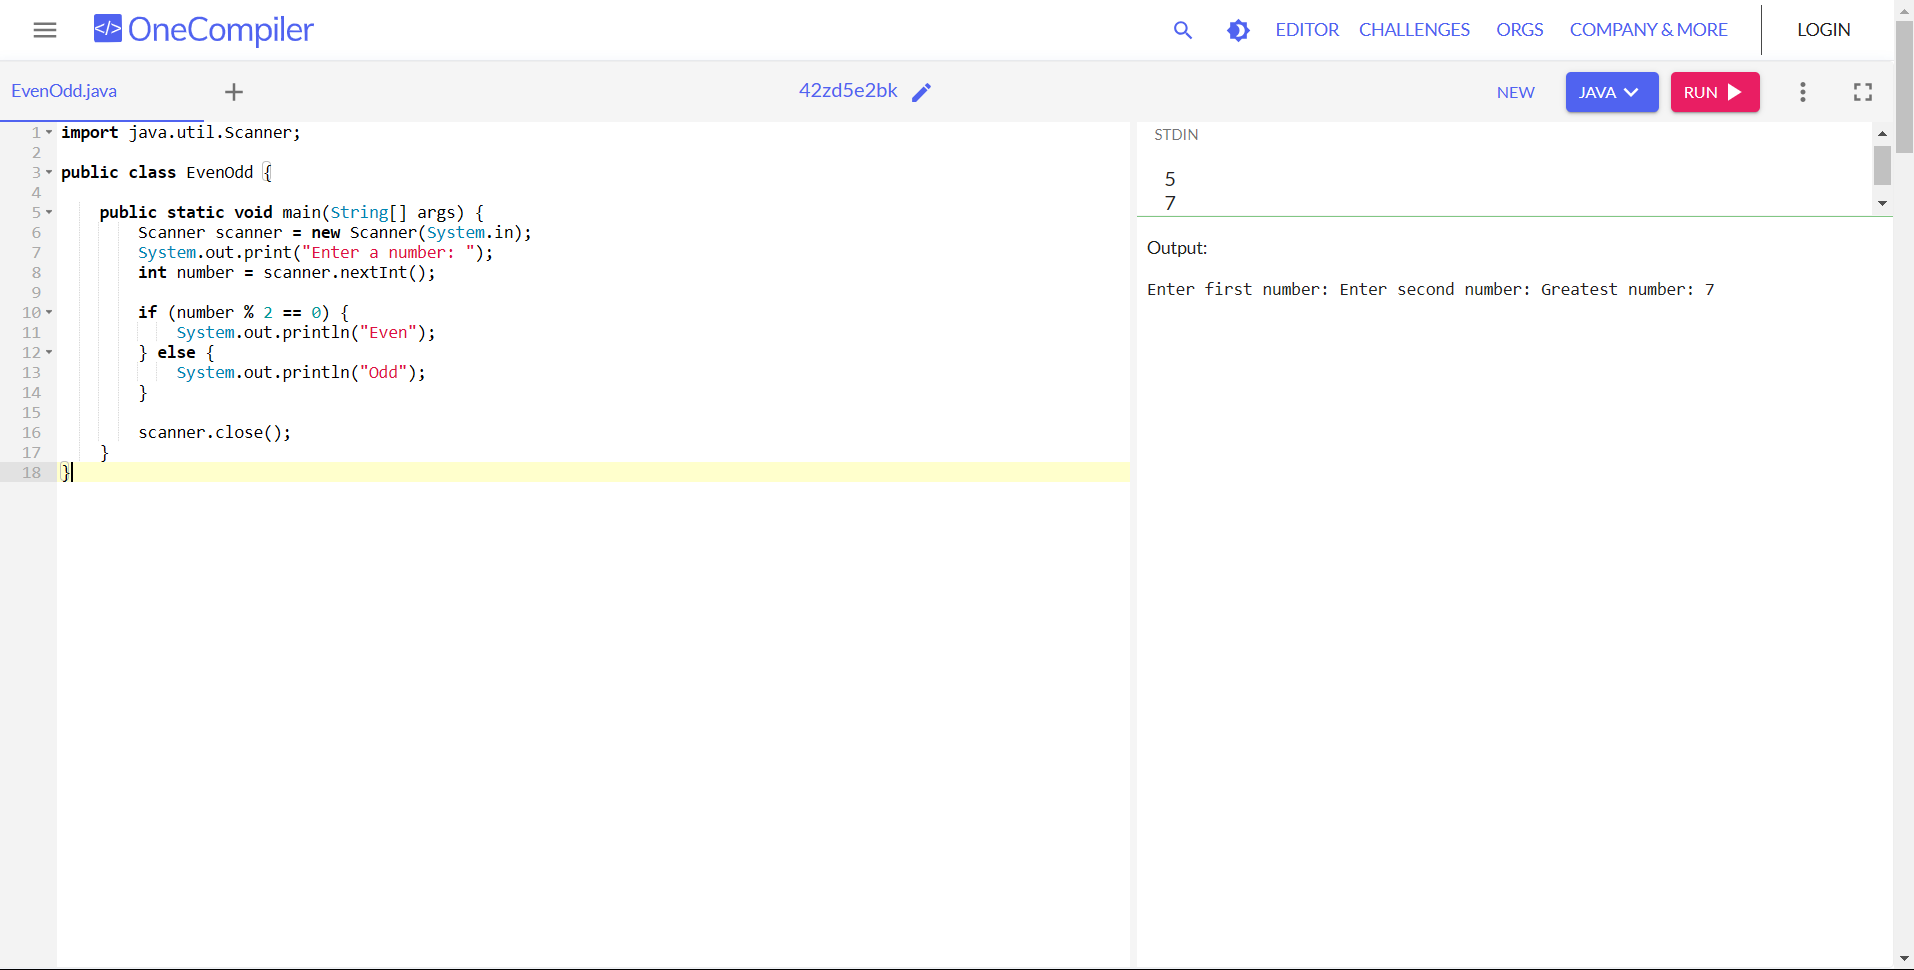 </> OneCompiler
EDITOR CHALLENGES ORGS COMPANY & MORE LOGIN
EvenOdd.java + 42zd5e2bk NEW JAVA RUN
1 import java.util.Scanner;
2
3 public class EvenOdd {
4
5     public static void main(String[] args) {
6         Scanner scanner = new Scanner(System.in);
7         System.out.print("Enter a number: ");
8         int number = scanner.nextInt();
9
10         if (number % 2 == 0) {
11             System.out.println("Even");
12         } else {
13             System.out.println("Odd");
14         }
15
16         scanner.close();
17     }
18 }
STDIN
5
7
Output:
Enter first number: Enter second number: Greatest number: 7